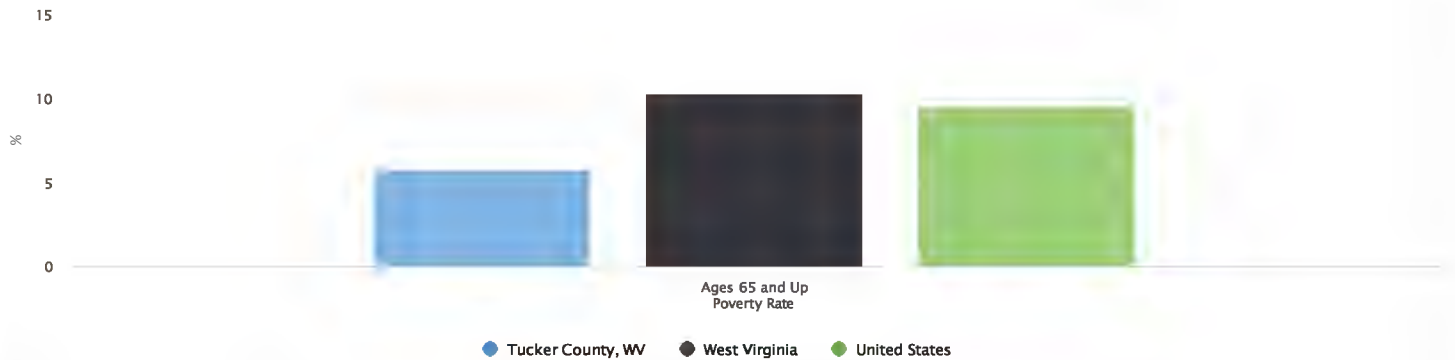 15
10
%
5
0
Ages 65 and Up
Poverty Rate
Tucker County, WV West Virginia United States